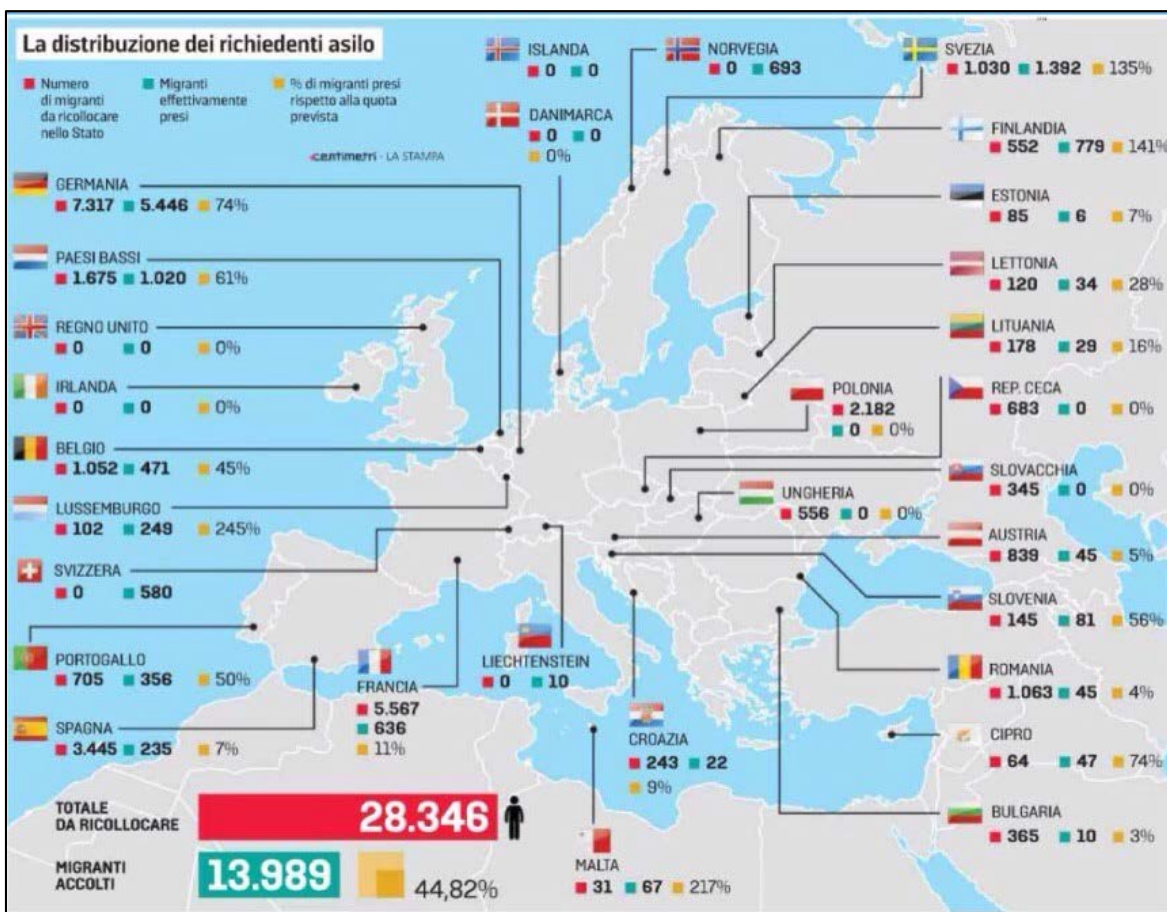 La distribuzione dei richiedenti asilo
Numero
di migranti
da ricollocare
nello Stato
Migranti
effettivamente
presi
% di migranti presi
rispetto alla quota
prevista
centimetri - LA STAMPA
ISLANDA
0 0
DANIMARCA
0 0
0%
NORVEGIA
0 693
SVEZIA
1.030 1.392 135%
FINLANDIA
552 779 141%
ESTONIA
85 6 7%
LETTONIA
120 34 28%
LITUANIA
178 29 16%
REP. CECA
683 0 0%
POLONIA
2.182
0 0%
SLOVACCHIA
345 0 0%
UNGHERIA
556 0 0%
AUSTRIA
839 45 5%
SLOVENIA
145 81 56%
ROMANIA
1.063 45 4%
CIPRO
64 47 74%
BULGARIA
365 10 3%
GERMANIA
7.317 5.446 74%
PAESI BASSI
1.675 1.020 61%
REGNO UNITO
0 0 0%
IRLANDA
0 0 0%
BELGIO
1.052 471 45%
LUSSEMBURGO
102 249 245%
SVIZZERA
0 580
PORTOGALLO
705 356 50%
SPAGNA
3.445 235 7%
FRANCIA
5.567
636
11%
LIECHTENSTEIN
0 10
CROAZIA
243 22
9%
MALTA
31 67 217%
TOTALE
DA RICOLLOCARE
28.346
MIGRANTI
ACCOLTI
13.989
44,82%